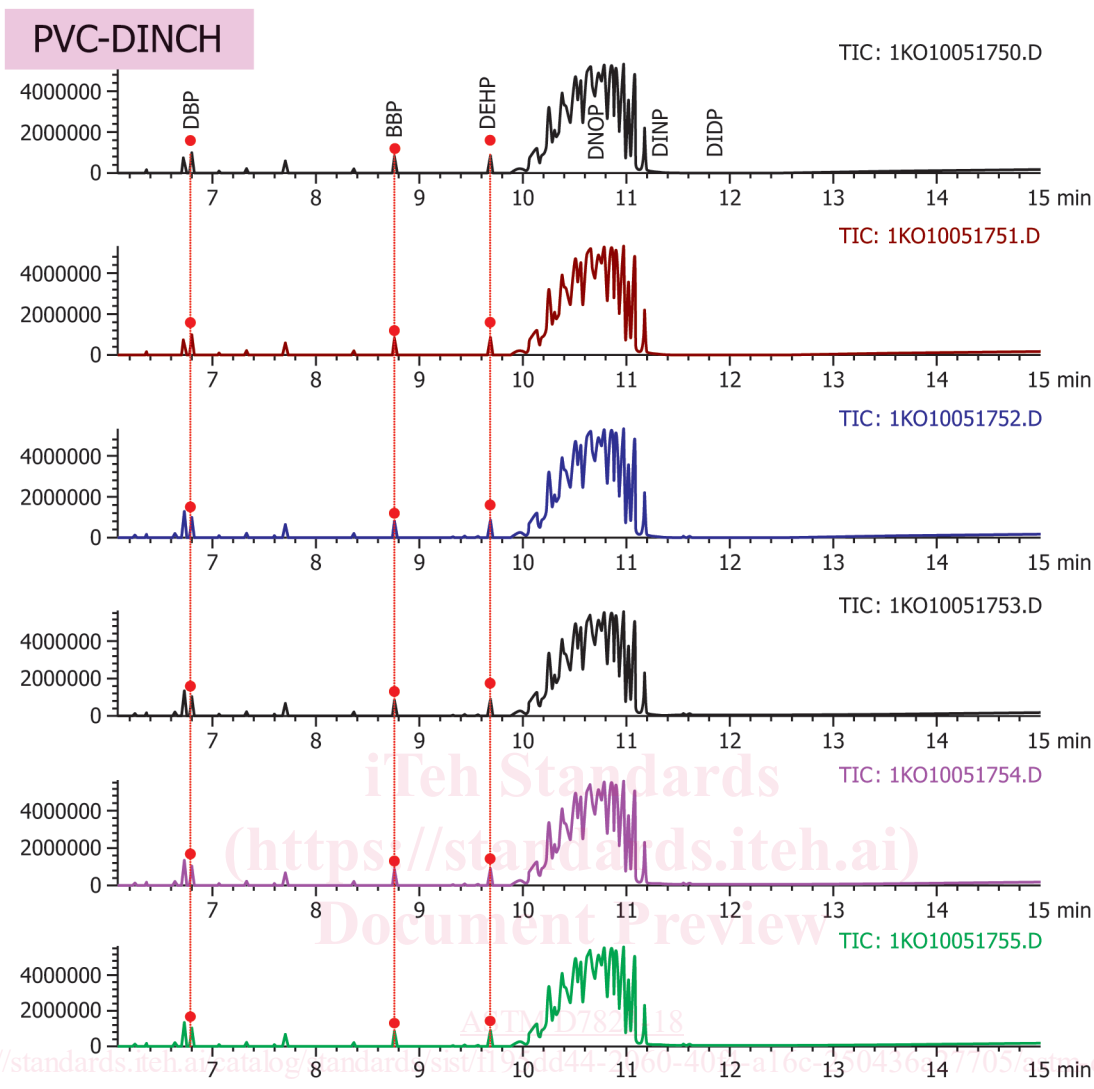 PVC-DINCH
TIC: 1KO10051750.D
4000000
2000000
0
DBP
BBP
DEHP
DNOP
DINP
DIDP
7 8 9 10 11 12 13 14 15 min
TIC: 1KO10051751.D
4000000
2000000
0
7 8 9 10 11 12 13 14 15 min
TIC: 1KO10051752.D
4000000
2000000
0
7 8 9 10 11 12 13 14 15 min
TIC: 1KO10051753.D
4000000
2000000
0
7 8 9 10 11 12 13 14 15 min
iTeh Standards
TIC: 1KO10051754.D
4000000
2000000
0
(https://standards.iteh.ai)
7 8 9 10 11 12 13 14 15 min
Document Preview
TIC: 1KO10051755.D
4000000
2000000
0
7 8 9 10 11 12 13 14 15 min